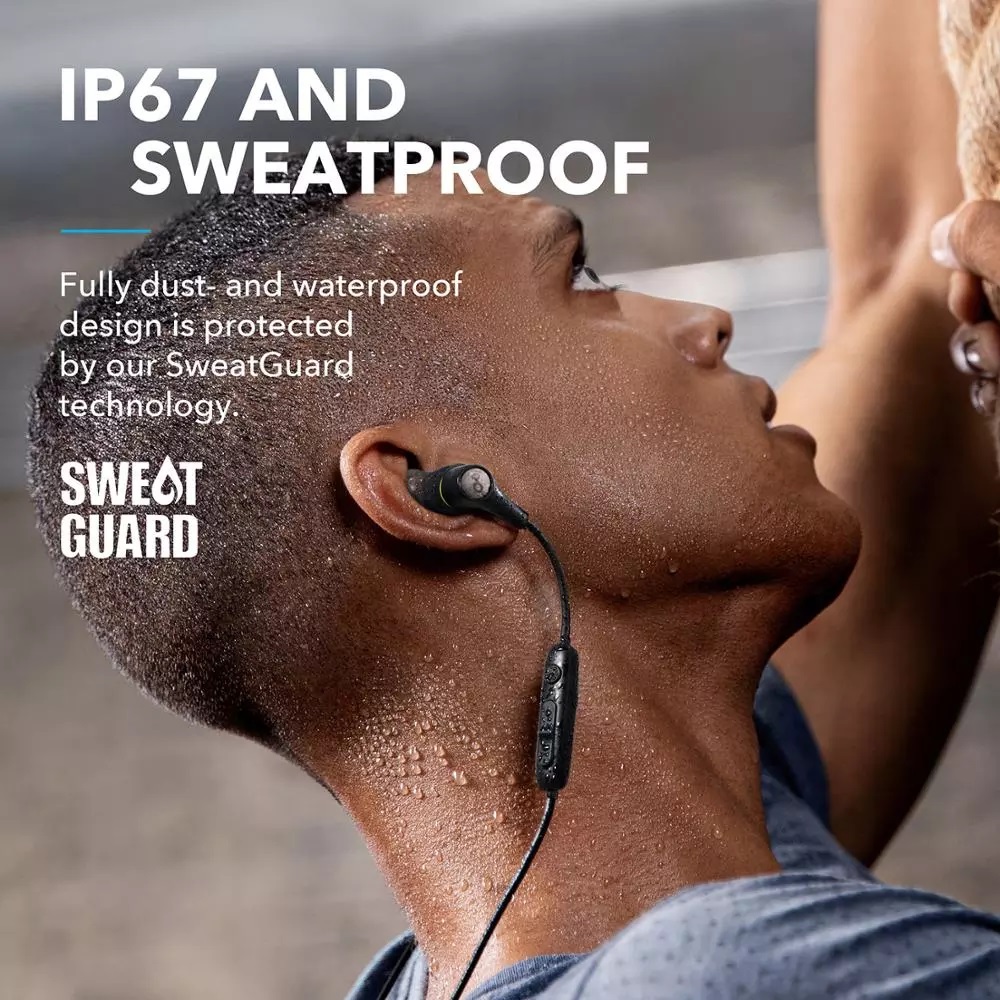 IP67 AND
SWEATPROOF
Fully dust- and waterproof
design is protected
by our SweatGuard
technology.
SWEAT
GUARD